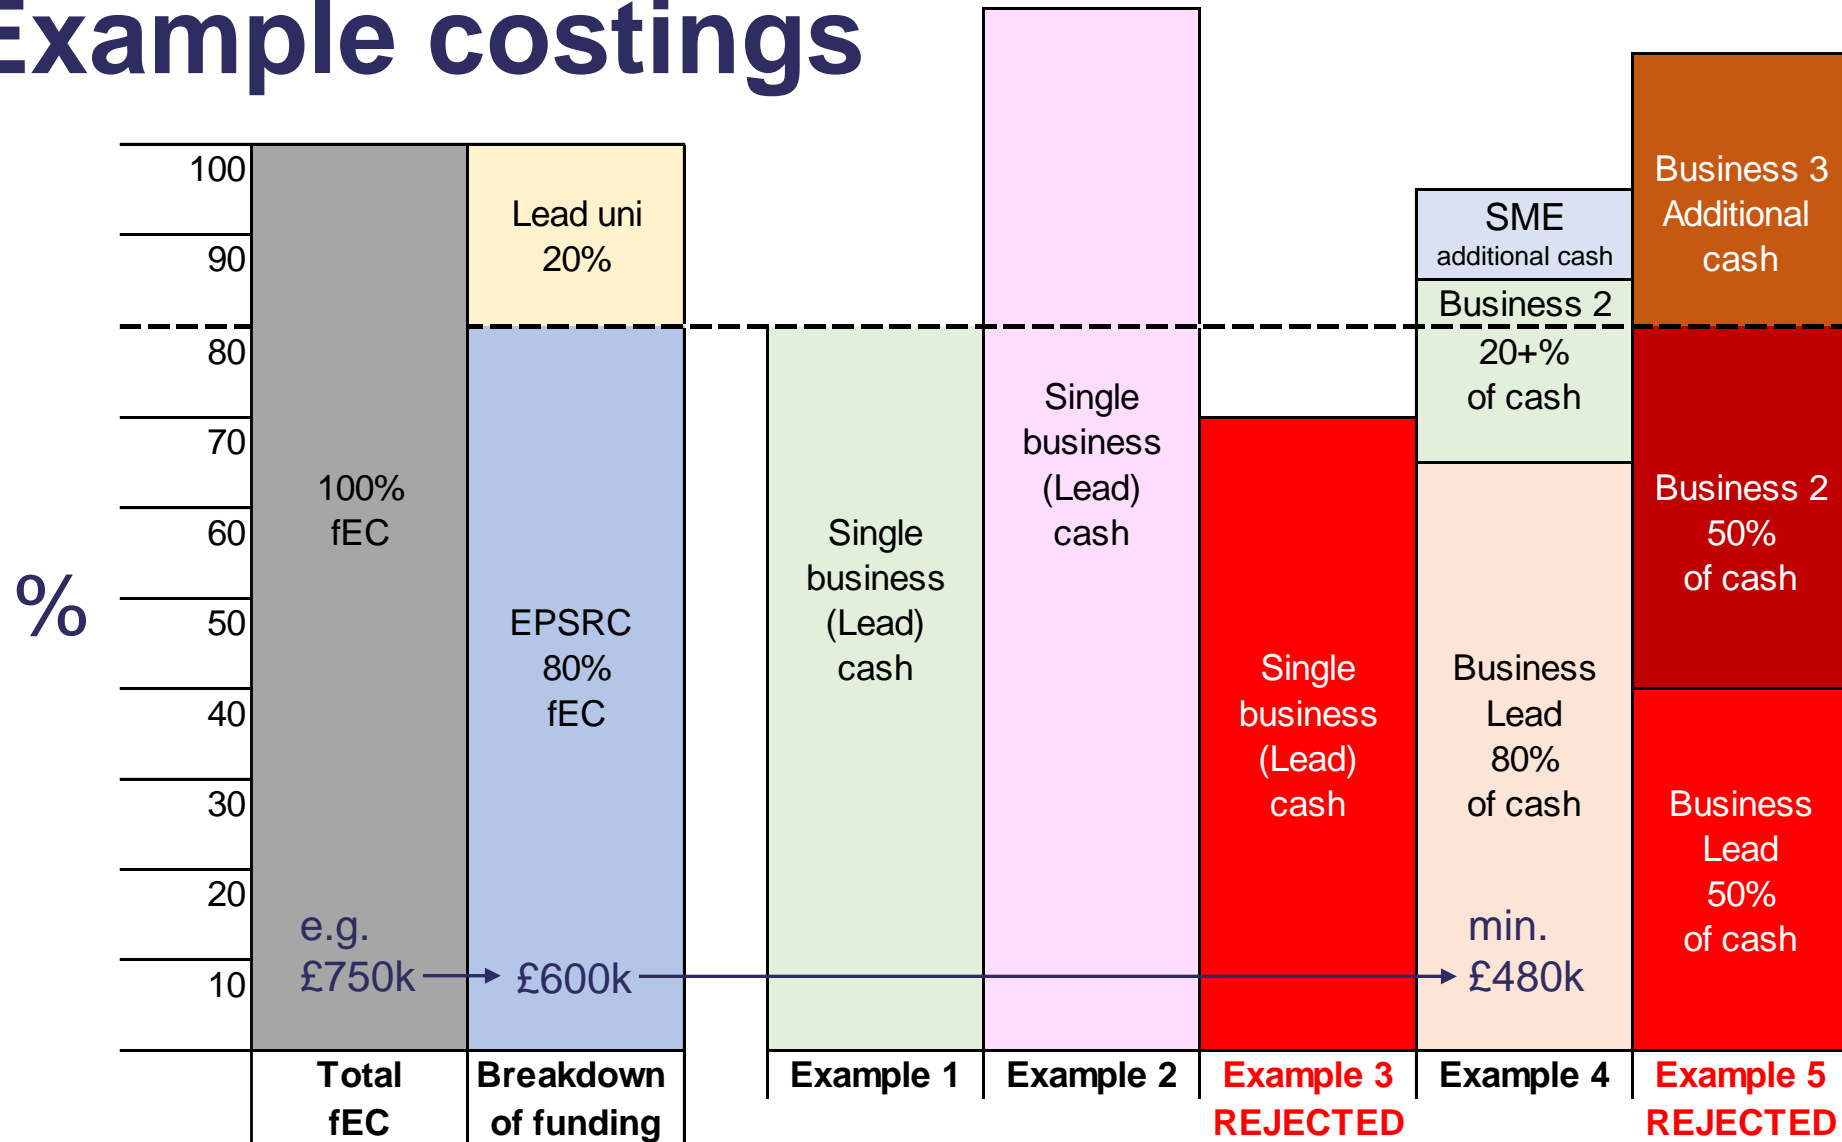 Example costings
%
100
90
80
70
60
50
40
30
20
10
100%
fEC
e.g.
£750k
Total
fEC
Lead uni
20%
EPSRC
80%
fEC
£600k
Breakdown
of funding
Single
business
(Lead)
cash
Example 1
Single
business
(Lead)
cash
Example 2
Single
business
(Lead)
cash
Example 3
REJECTED
SME
additional cash
Business 2
20+%
of cash
Business
Lead
80%
of cash
min.
£480k
Example 4
Business 3
Additional
cash
Business 2
50%
of cash
Business
Lead
50%
of cash
Example 5
REJECTED